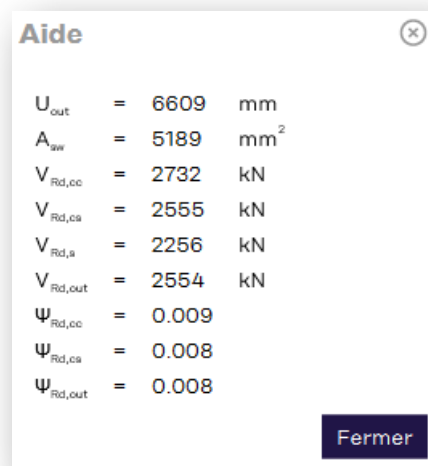 Aide
U_out = 6609 mm
A_sw = 5189 mm²
V_Rd,cc = 2732 kN
V_Rd,cs = 2555 kN
V_Rd,s = 2256 kN
V_Rd,out = 2554 kN
Ψ_Rd,cc = 0.009
Ψ_Rd,cs = 0.008
Ψ_Rd,out = 0.008
Fermer